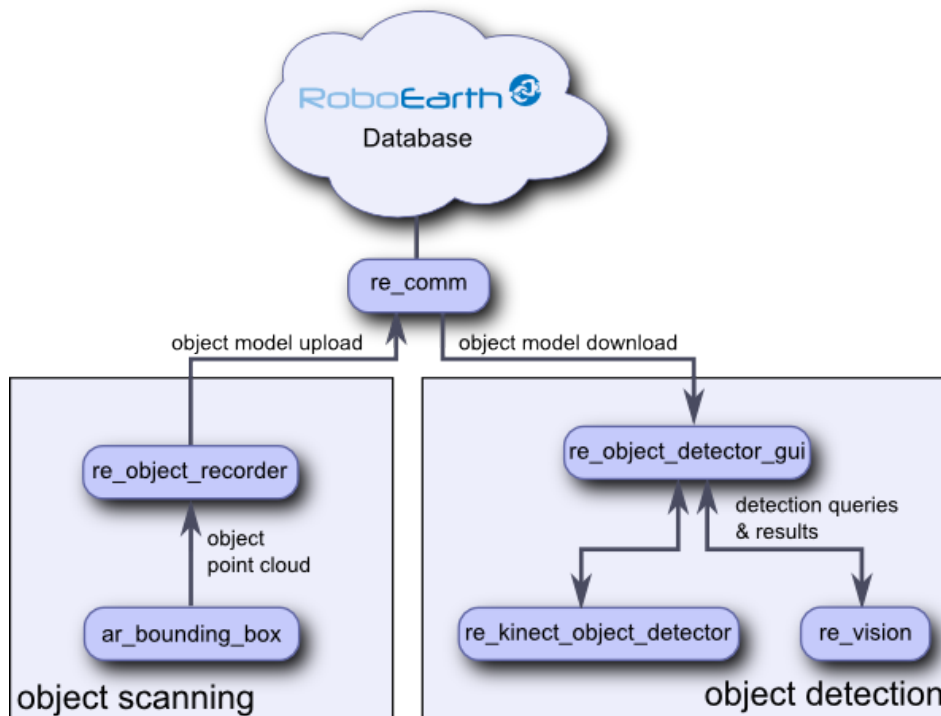 RoboEarth
Database
re_comm
object model upload
object model download
re_object_recorder
object
point cloud
ar_bounding_box
object scanning
re_object_detector_gui
detection queries
& results
re_kinect_object_detector
re_vision
object detection